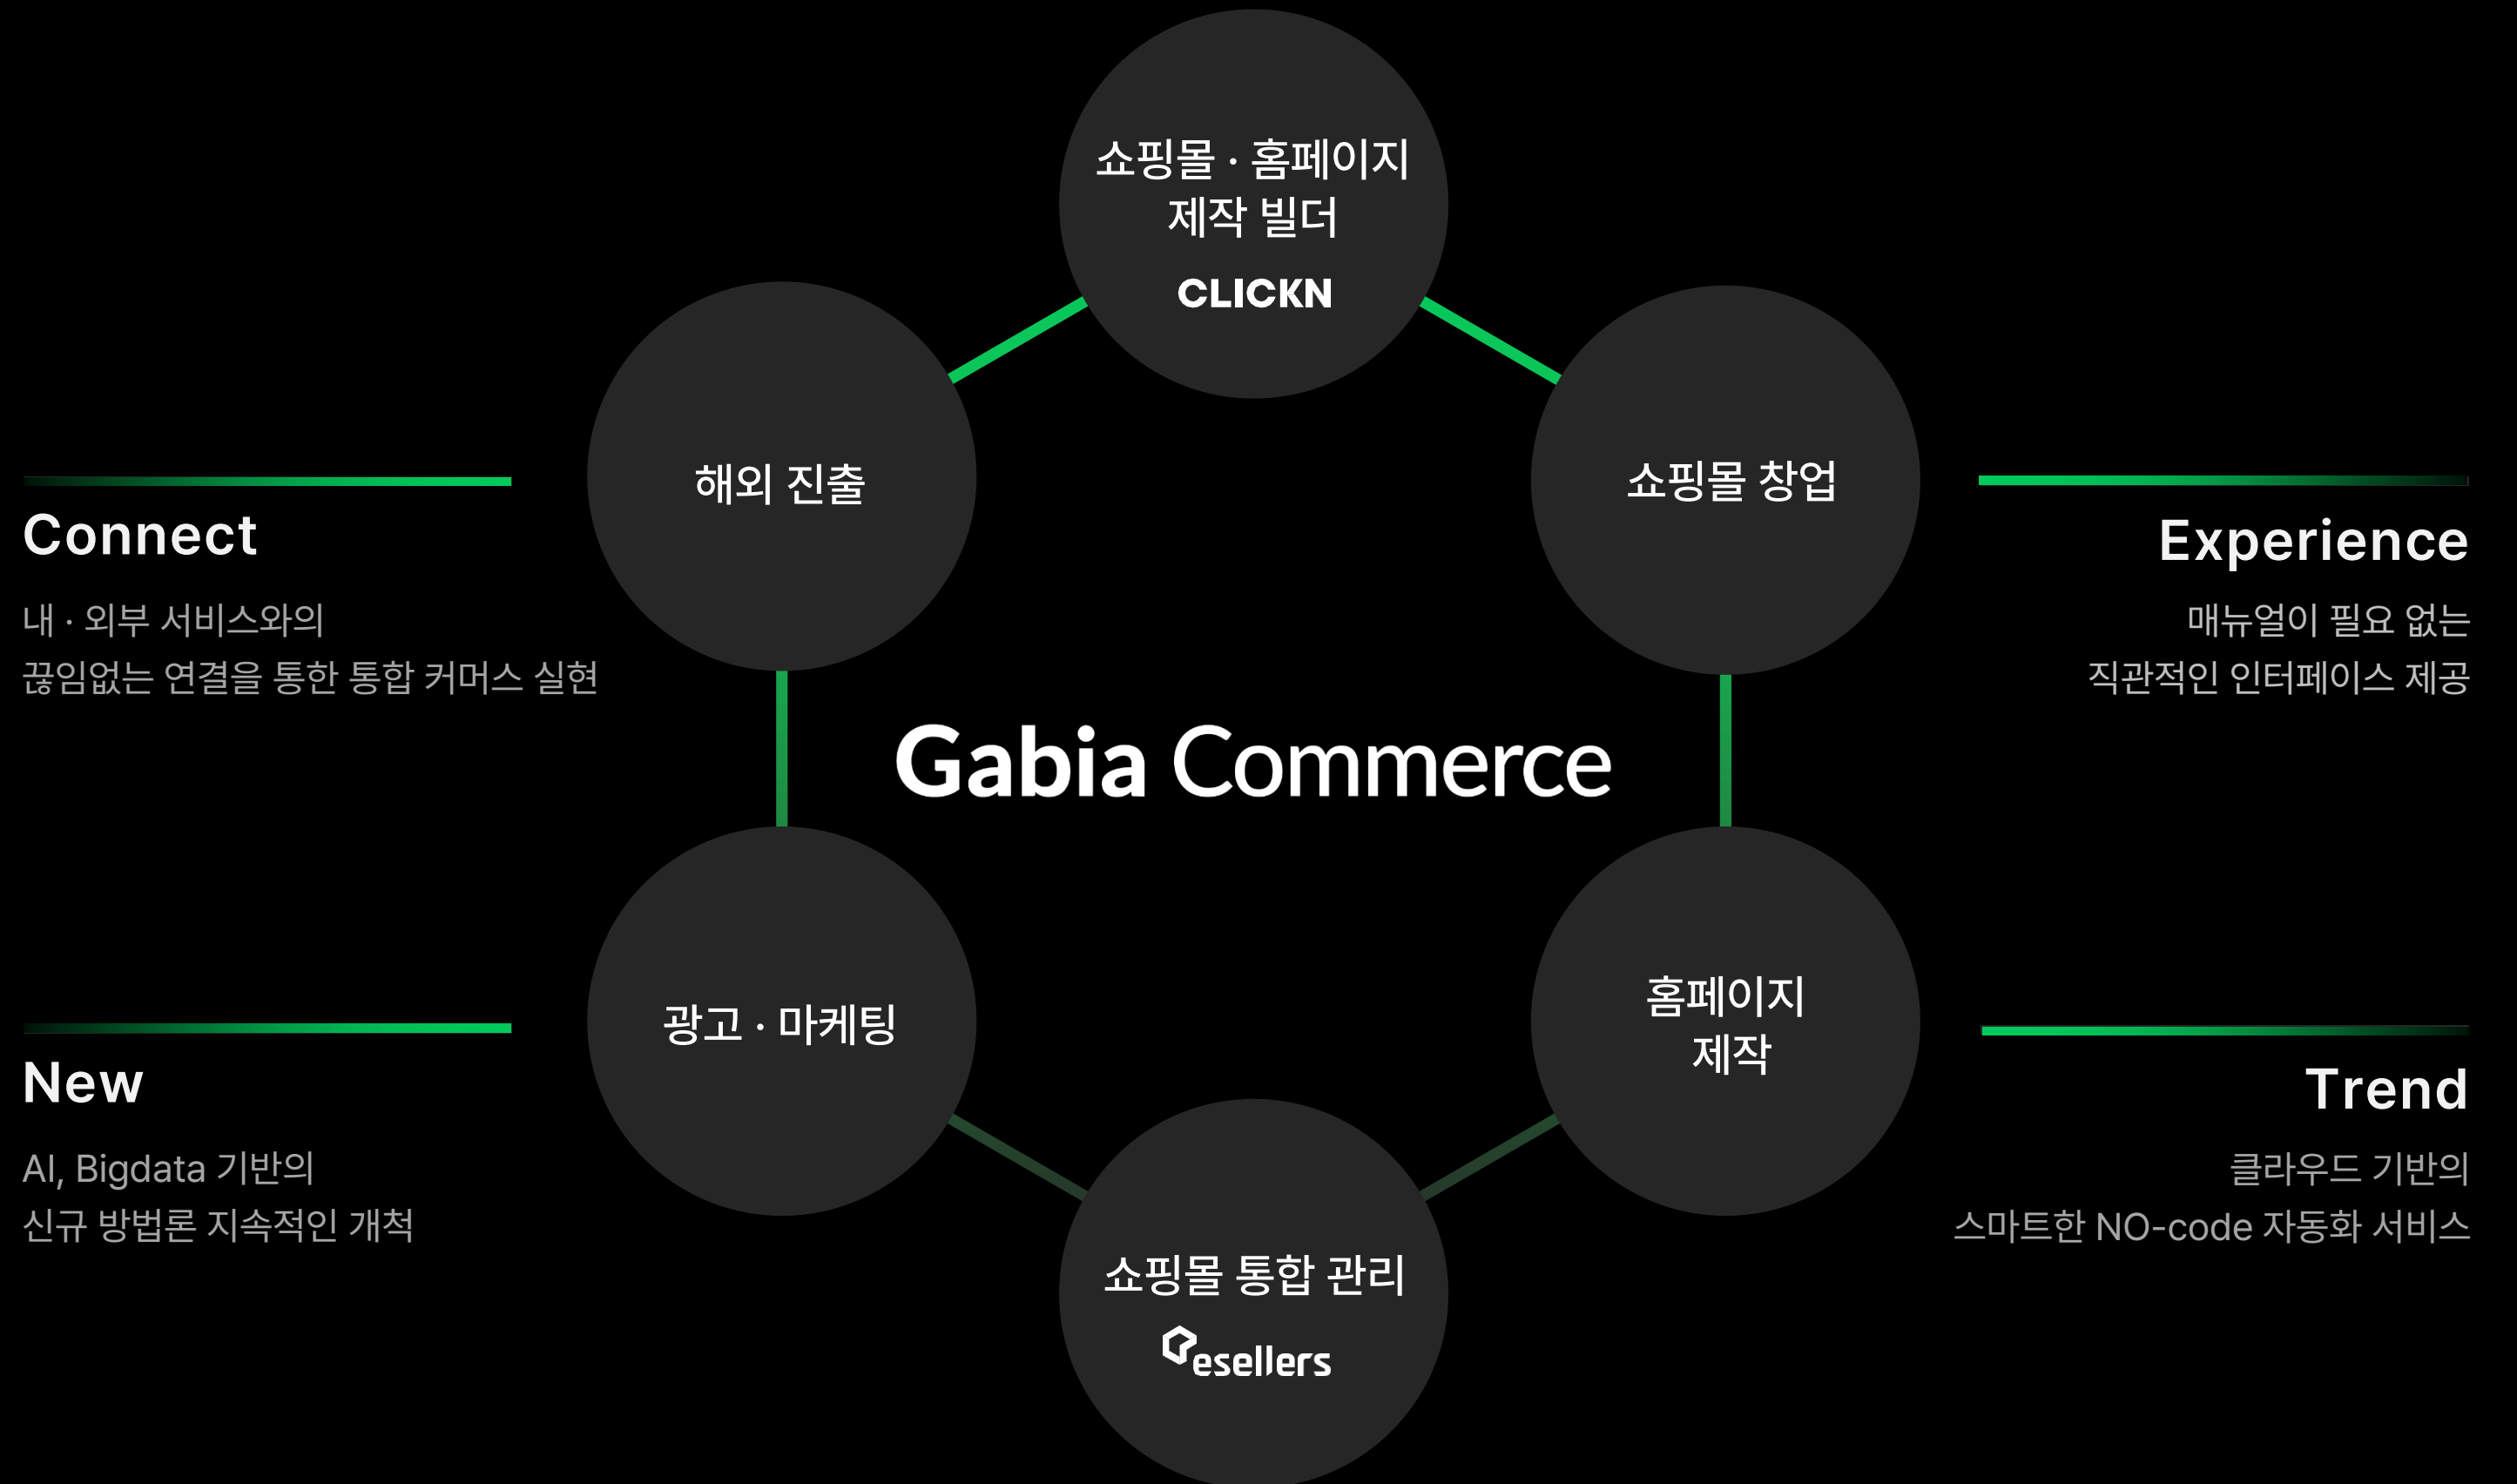 쇼핑몰 · 홈페이지
제작 빌더
CLICKN
해외 진출
쇼핑몰 창업
Connect
내 · 외부 서비스와의
끊임없는 연결을 통한 통합 커머스 실현
Experience
매뉴얼이 필요 없는
직관적인 인터페이스 제공
Gabia Commerce
광고 · 마케팅
홈페이지
제작
New
AI, Bigdata 기반의
신규 방법론 지속적인 개척
Trend
클라우드 기반의
스마트한 NO-code 자동화 서비스
쇼핑몰 통합 관리
esellers